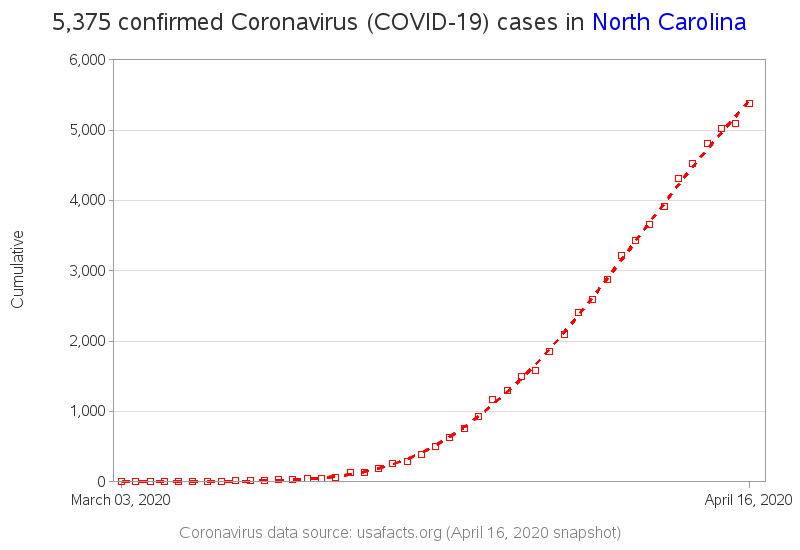 5,375 confirmed Coronavirus (COVID-19) cases in North Carolina
6,000
5,000
4,000
3,000
2,000
1,000
0
Cumulative
March 03, 2020
April 16, 2020
Coronavirus data source: usafacts.org (April 16, 2020 snapshot)